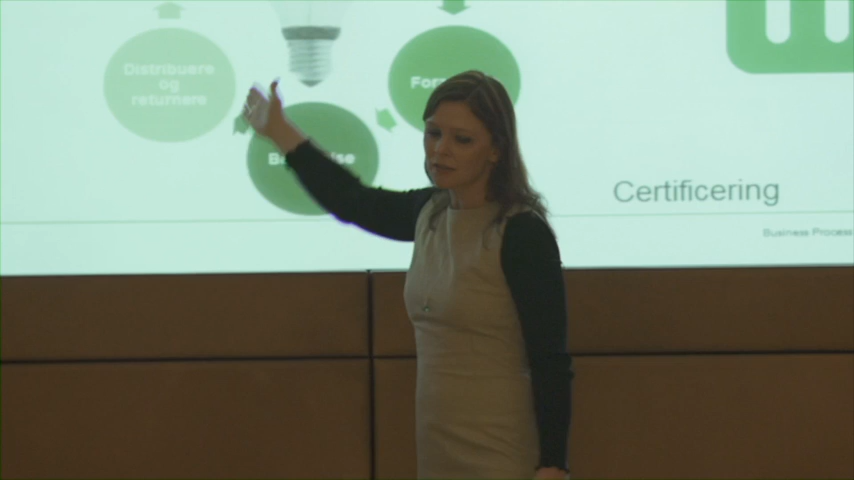 Distribuere
og
returnere
Certificering
Business Process